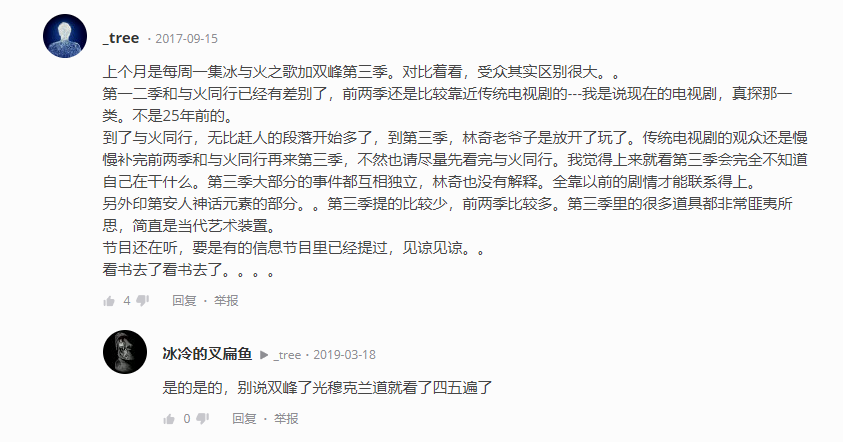 _tree · 2017-09-15
上个月是每周一集冰与火之歌加双峰第三季。对比着看，受众其实区别很大。。
第一二季和与火同行已经有差别了，前两季还是比较靠近传统电视剧的---我是说现在的电视剧，真探那一
类。不是25年前的。
到了与火同行，无比赶人的段落开始多了，到第三季，林奇老爷子是放开了玩了。传统电视剧的观众还是慢
慢补完前两季和与火同行再来第三季，不然也请尽量先看完与火同行。我觉得上来就看第三季会完全不知道
自己在干什么。第三季大部分的事件都互相独立，林奇也没有解释。全靠以前的剧情才能联系得上。
另外印第安人神话元素的部分。。第三季提的比较少，前两季比较多。第三季里的很多道具都非常匪夷所
思，简直是当代艺术装置。
节目还在听，要是有的信息节目里已经提过，见谅见谅。。
看书去了看书去了。。。。
4 回复 · 举报
冰冷的叉扁鱼 ▶ _tree · 2019-03-18
是的是的，别说双峰了光穆克兰道就看了四五遍了
0 回复 · 举报